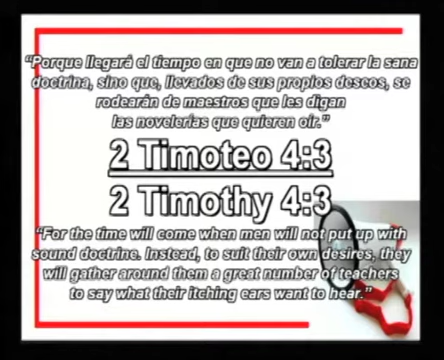 “Porque llegará el tiempo en que no van a tolerar la sana
doctrina, sino que, llevados de sus propios deseos, se
rodearán de maestros que les digan
las novelerías que quieren oír.”
2 Timoteo 4:3
2 Timothy 4:3
“For the time will come when men will not put up with
sound doctrine. Instead, to suit their own desires, they
will gather around them a great number of teachers
to say what their itching ears want to hear.”